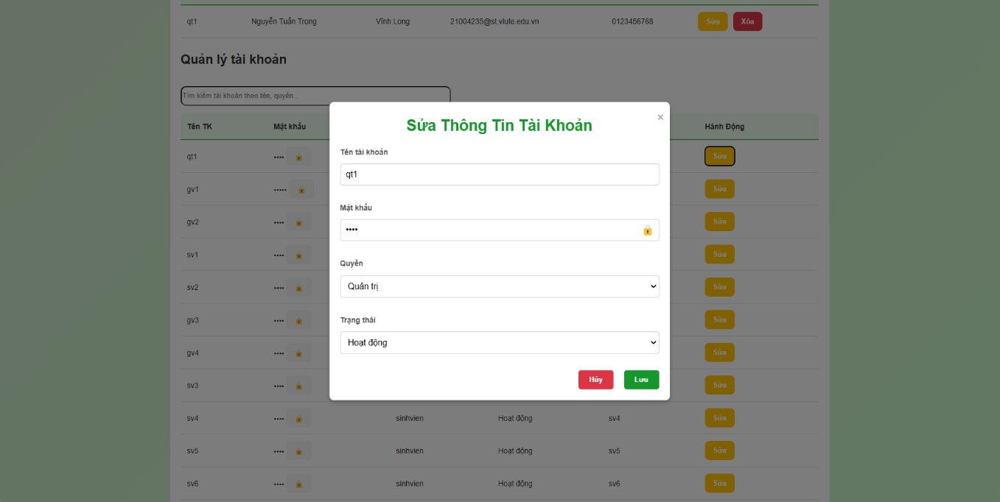 qt1 Nguyễn Tuấn Trọng Vĩnh Long 21004235@st.vlute.edu.vn 0123456768 Sửa Xóa
Quản lý tài khoản
Tìm kiếm tài khoản theo tên, quyền...
Tên TK Mật khẩu Hành Động
qt1 •••• Sửa
gv1 ••••• Sửa
gv2 •••• Sửa
sv1 •••• Sửa
sv2 •••• Sửa
gv3 •••• Sửa
gv4 •••• Sửa
sv3 •••• Sửa
sv4 •••• sinhvien Hoạt động sv4 Sửa
sv5 •••• sinhvien Hoạt động sv5 Sửa
sv6 •••• sinhvien Hoạt động sv6 Sửa
×
Sửa Thông Tin Tài Khoản
Tên tài khoản
qt1
Mật khẩu
••••
Quyền
Quản trị
Trạng thái
Hoạt động
Hủy Lưu